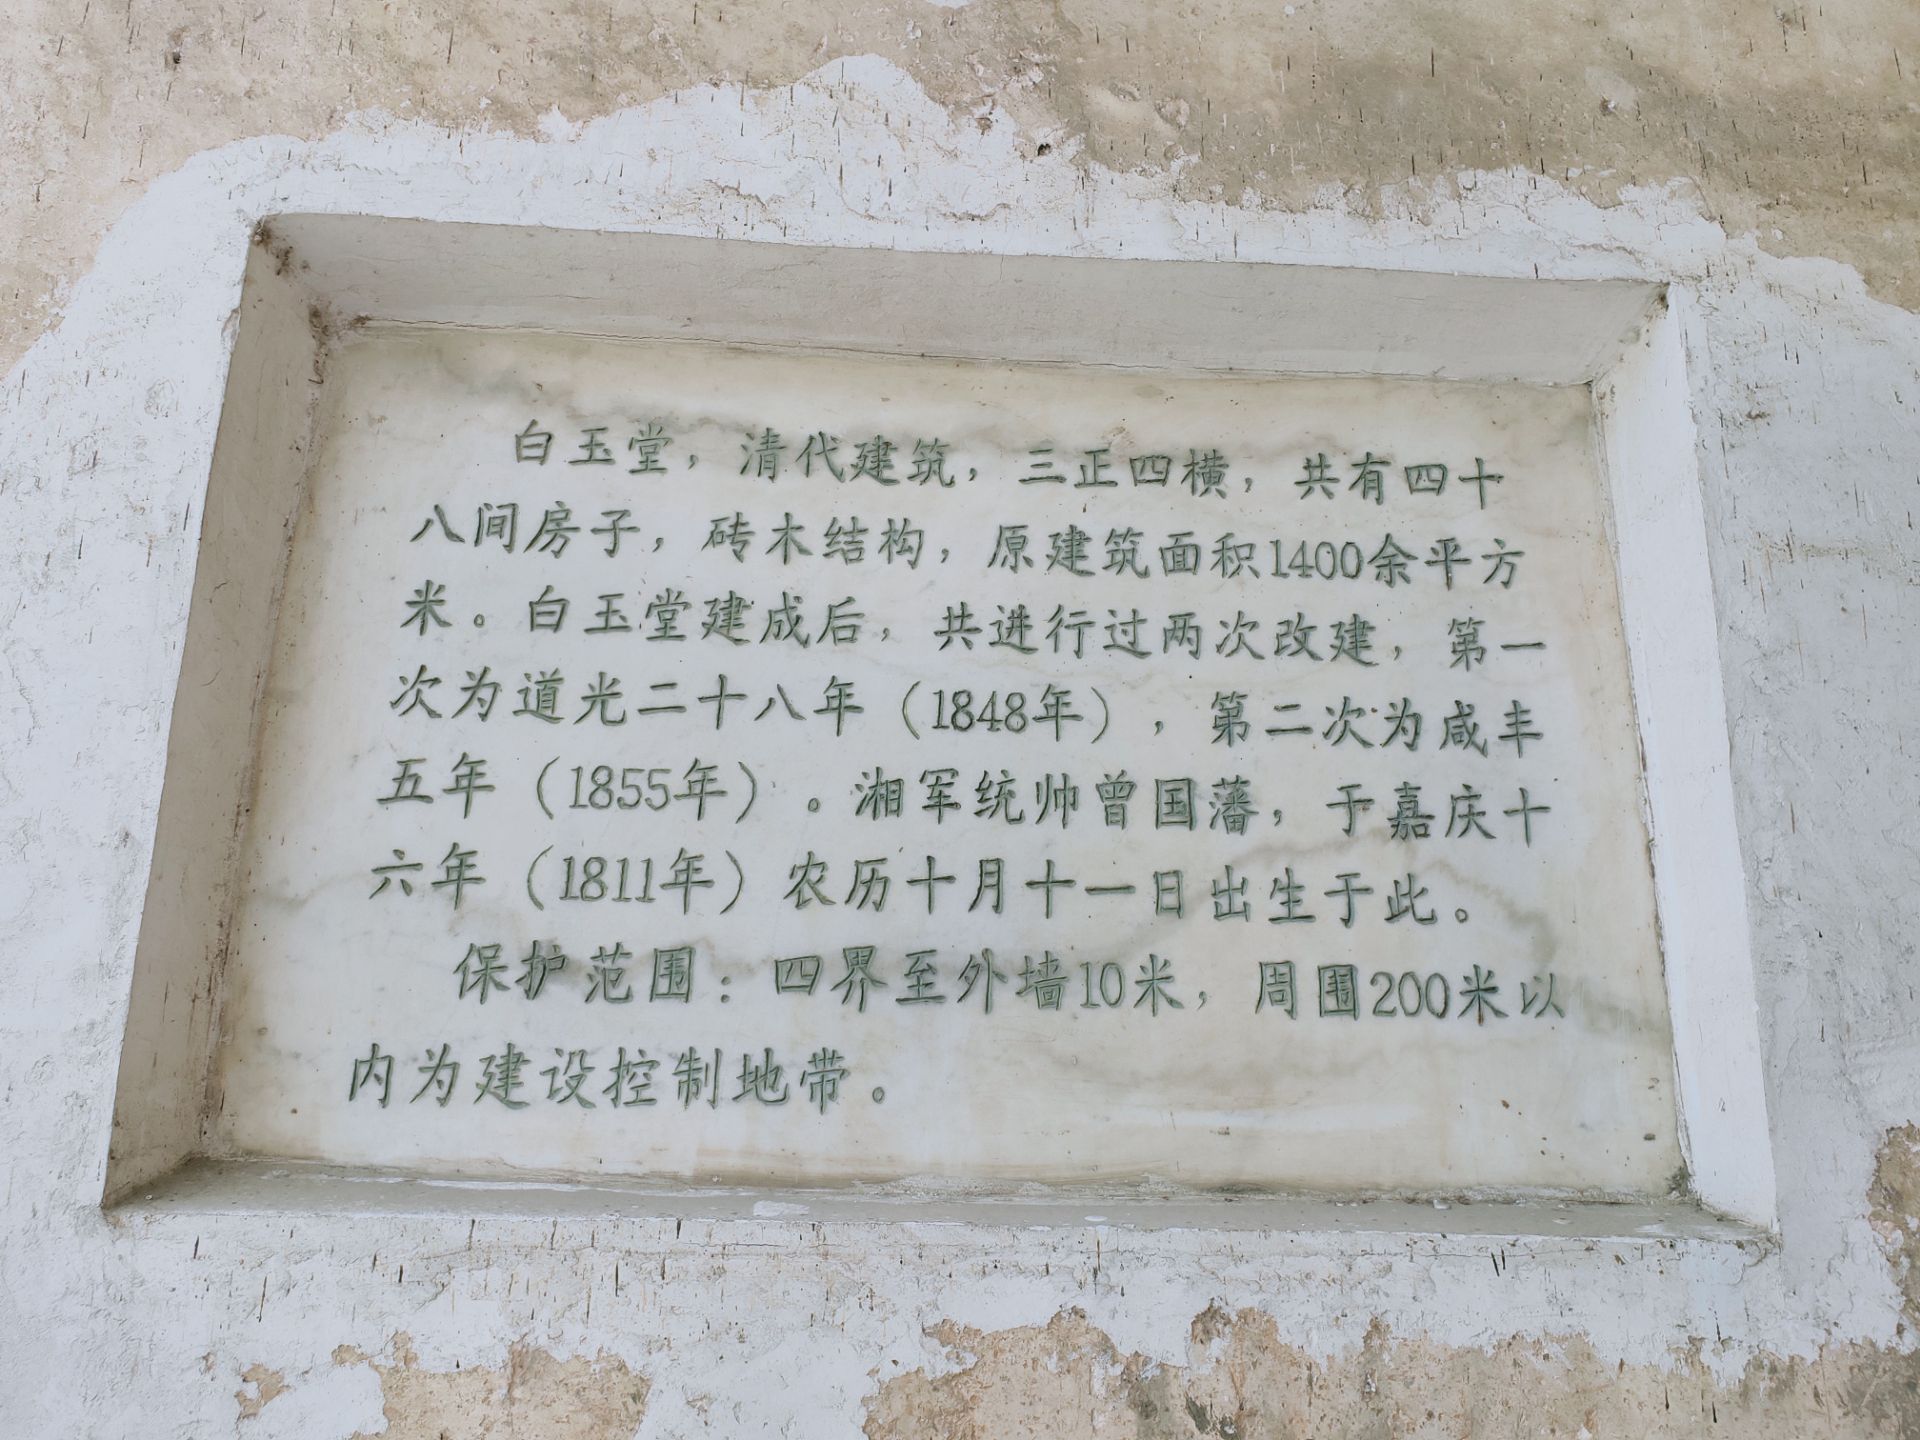 白玉堂，清代建筑，三正四横，共有四十
八间房子，砖木结构，原建筑面积1400余平方
米。白玉堂建成后，共进行过两次改建，第一
次为道光二十八年（1848年），第二次为咸丰
五年（1855年）。湘军统帅曾国藩，于嘉庆十
六年（1811年）农历十月十一日出生于此。
保护范围：四界至外墙10米，周围200米以
内为建设控制地带。